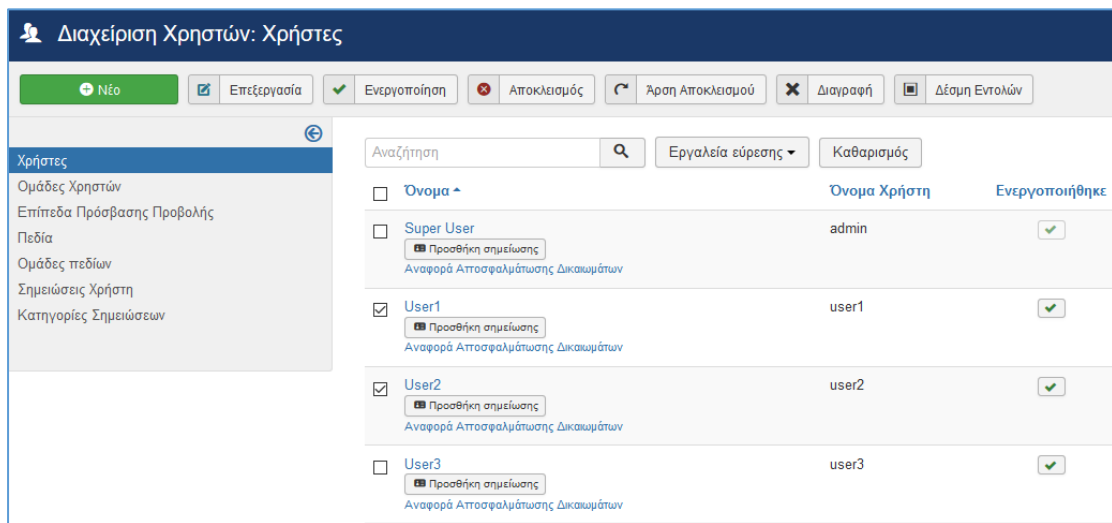 Διαχείριση Χρηστών: Χρήστες
Νέο Επεξεργασία Ενεργοποίηση Αποκλεισμός Άρση Αποκλεισμού Διαγραφή Δέσμη Εντολών
Χρήστες
Ομάδες Χρηστών
Επίπεδα Πρόσβασης Προβολής
Πεδία
Ομάδες πεδίων
Σημειώσεις Χρήστη
Κατηγορίες Σημειώσεων
Αναζήτηση Εργαλεία εύρεσης Καθαρισμός
Όνομα Όνομα Χρήστη Ενεργοποιήθηκε
Super User admin
Προσθήκη σημείωσης
Αναφορά Αποσφαλμάτωσης Δικαιωμάτων
User1 user1
Προσθήκη σημείωσης
Αναφορά Αποσφαλμάτωσης Δικαιωμάτων
User2 user2
Προσθήκη σημείωσης
Αναφορά Αποσφαλμάτωσης Δικαιωμάτων
User3 user3
Προσθήκη σημείωσης
Αναφορά Αποσφαλμάτωσης Δικαιωμάτων